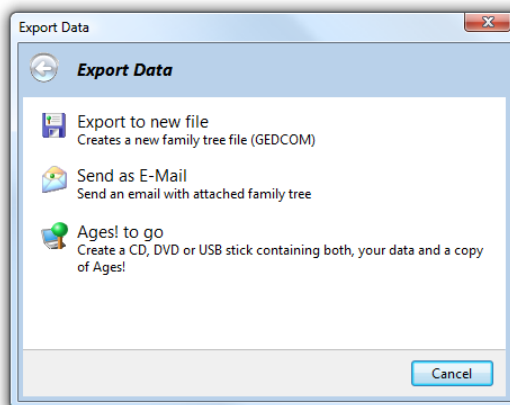 Export Data
Export Data
Export to new file
Creates a new family tree file (GEDCOM)
Send as E-Mail
Send an email with attached family tree
Ages! to go
Create a CD, DVD or USB stick containing both, your data and a copy
of Ages!
Cancel